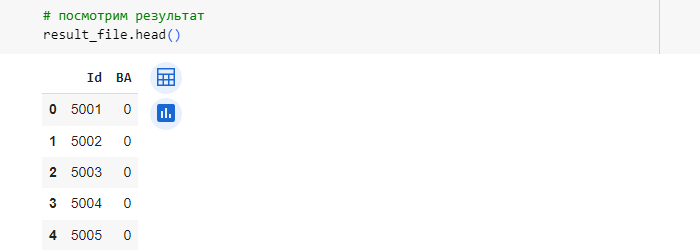 # посмотрим результат
result_file.head()
Id BA
0 5001 0
1 5002 0
2 5003 0
3 5004 0
4 5005 0